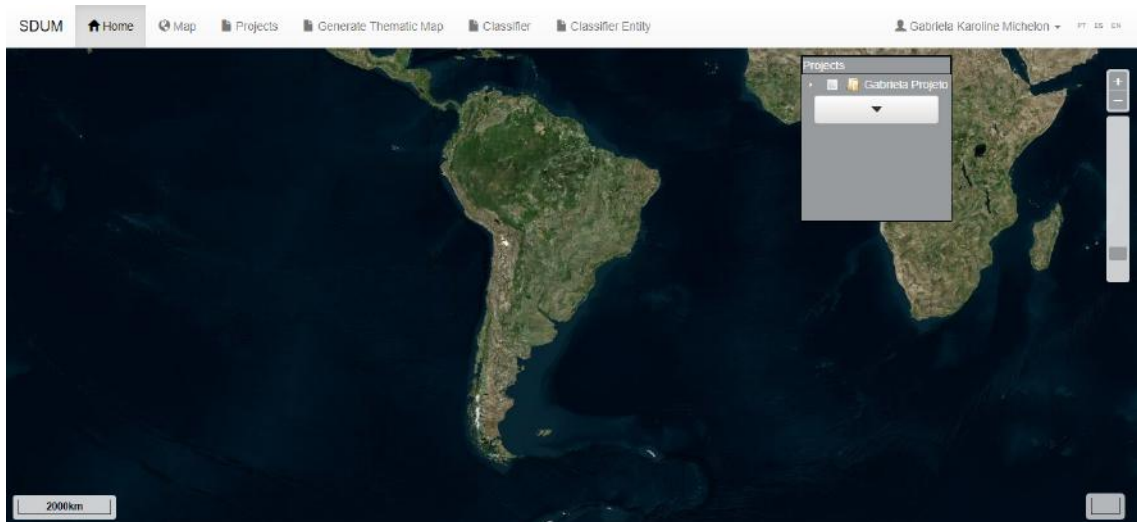 SDUM Home Map Projects Generate Thematic Map Classifier Classifier Entity Gabriela Karoline Michelon PT ES EN
Projects
Gabriela Projeto
+
−
2000km